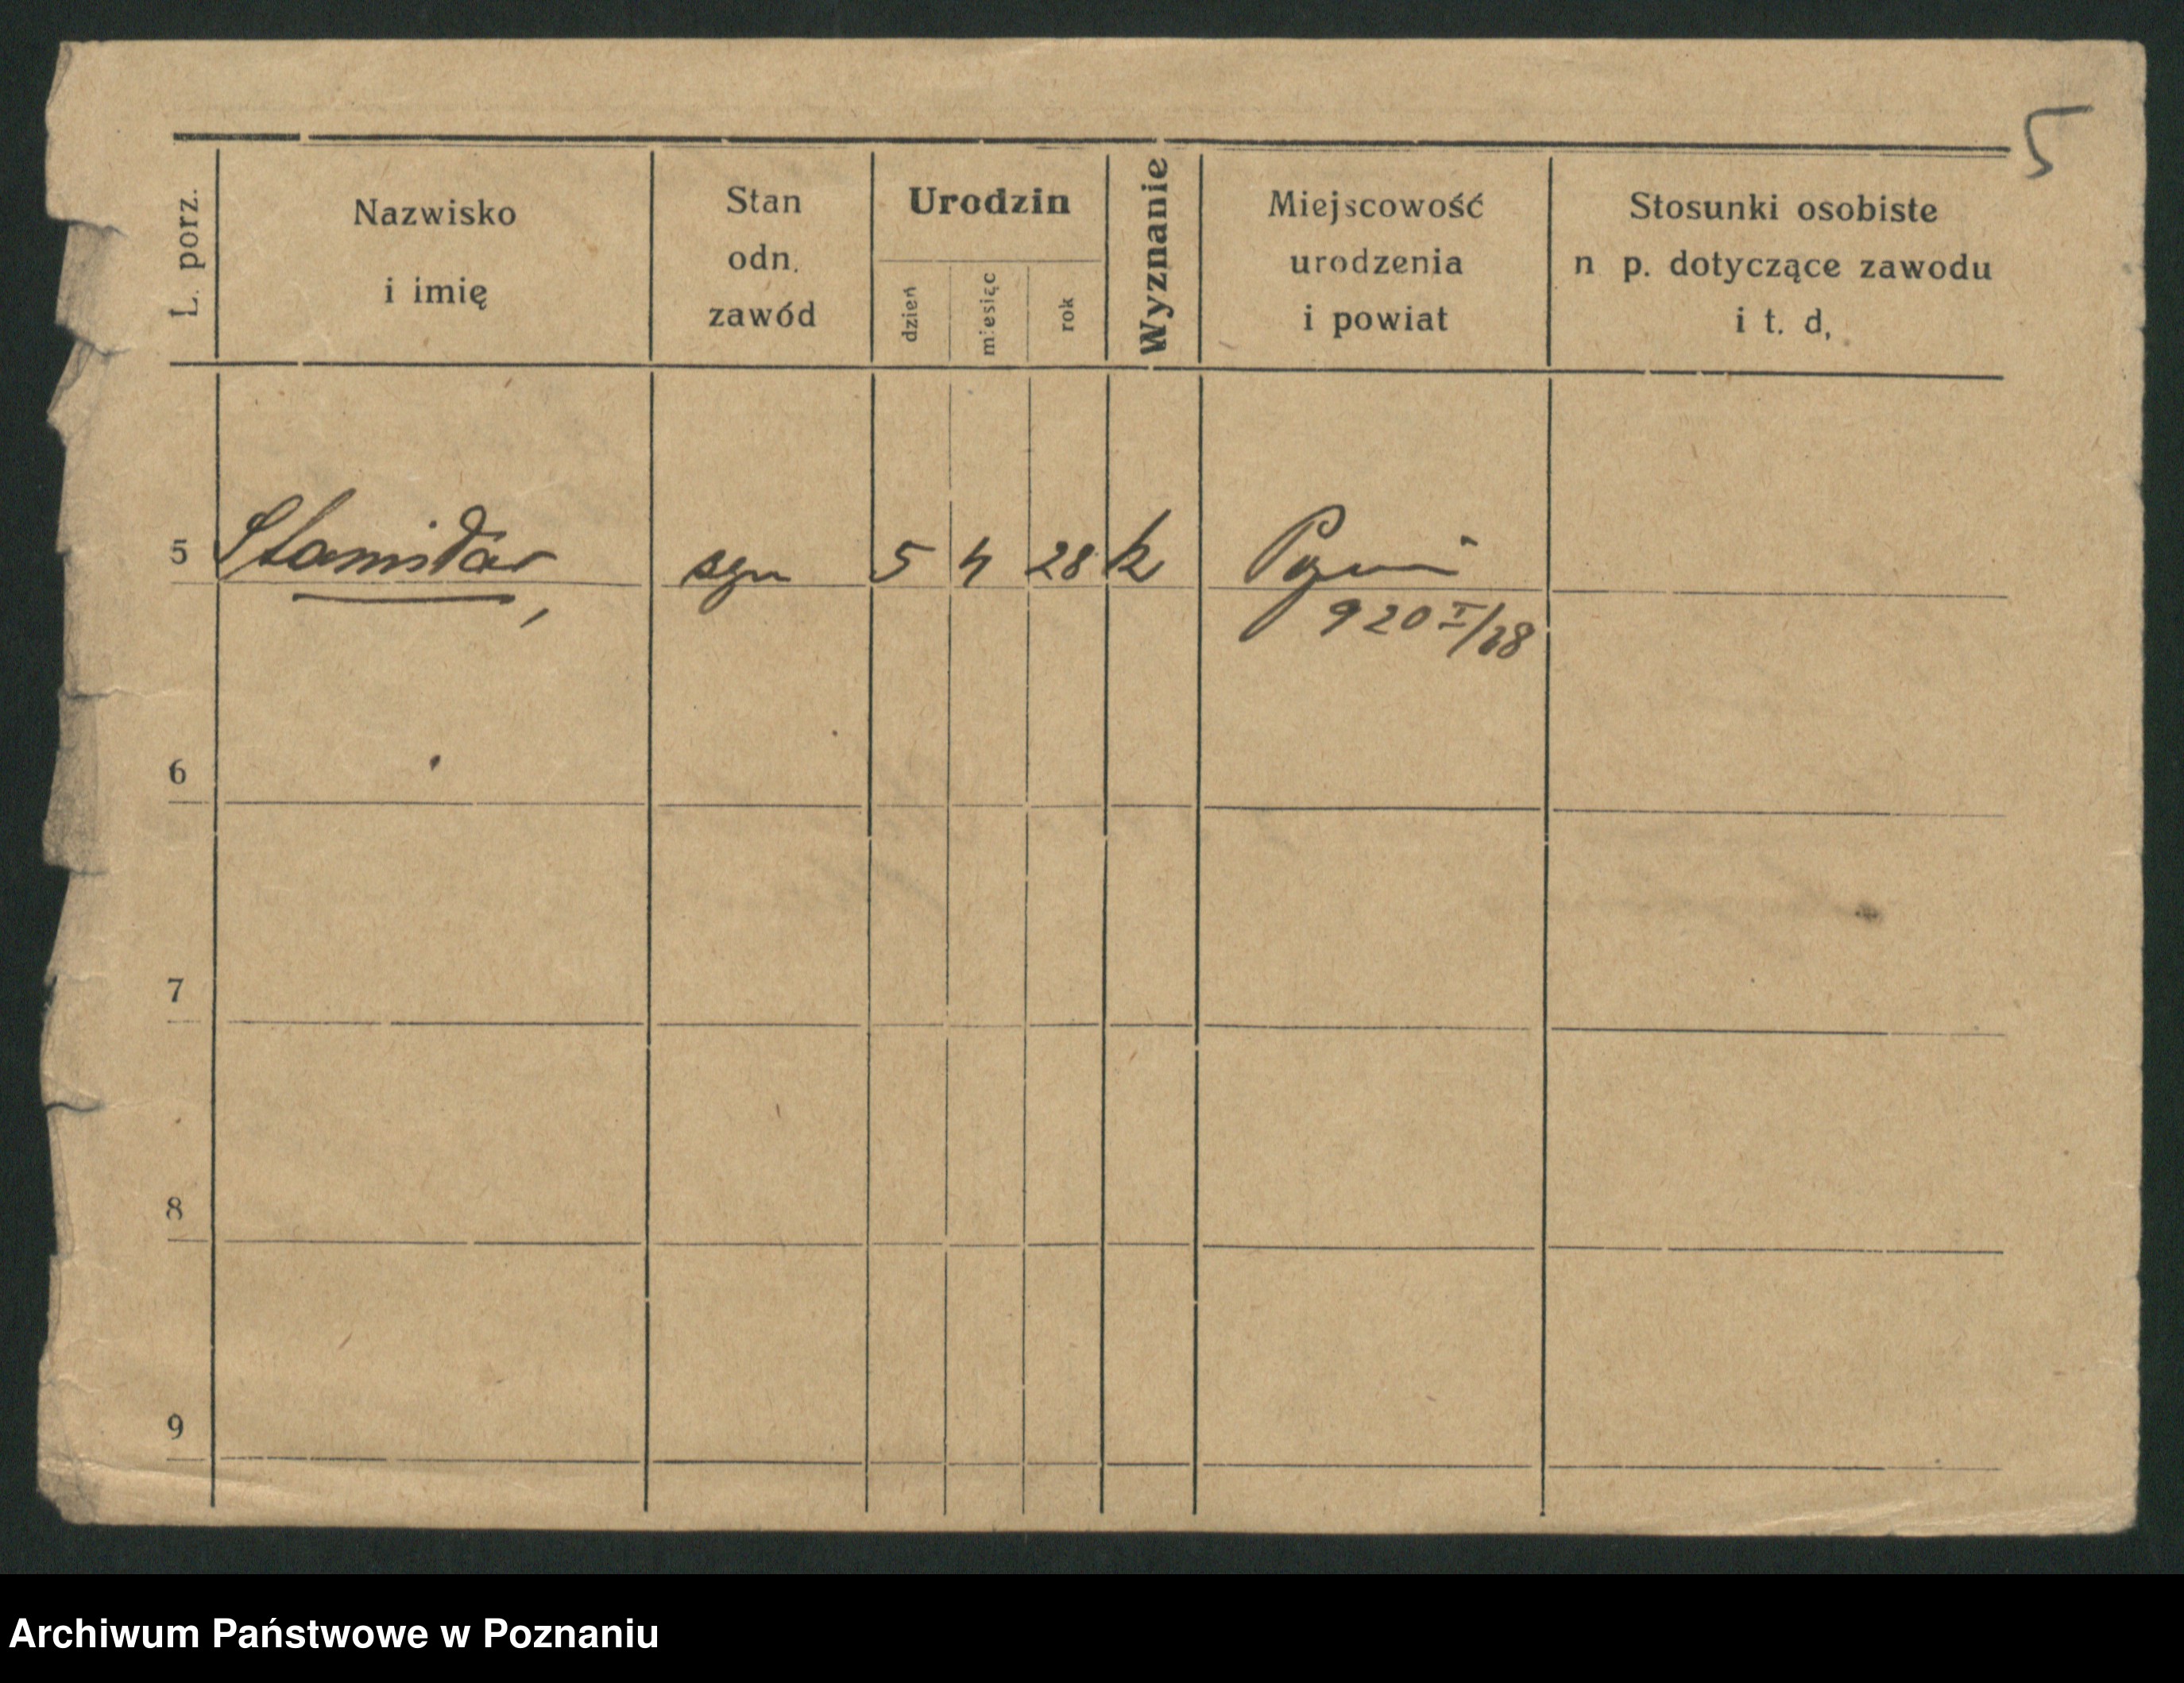 5
L. porz.
Nazwisko
i imię
Stan
odn.
zawód
Urodzin
dzień
miesiąc
rok
Wyznanie
Miejscowość
urodzenia
i powiat
Stosunki osobiste
n p. dotyczące zawodu
i t. d.
5 Stanisław syn 5 4 28 k Poznań
920 I/28
6
7
8
9
Archiwum Państwowe w Poznaniu